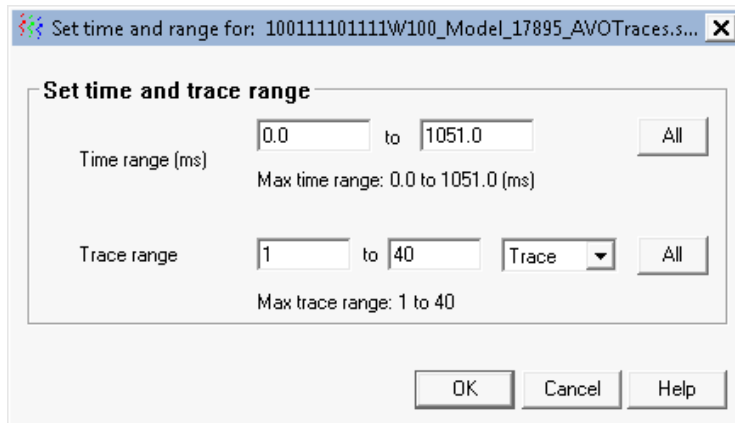 Set time and range for: 100111101111W100_Model_17895_AVOTraces.s...
Set time and trace range
Time range (ms) 0.0 to 1051.0 All
Max time range: 0.0 to 1051.0 (ms)
Trace range 1 to 40 Trace All
Max trace range: 1 to 40
OK Cancel Help